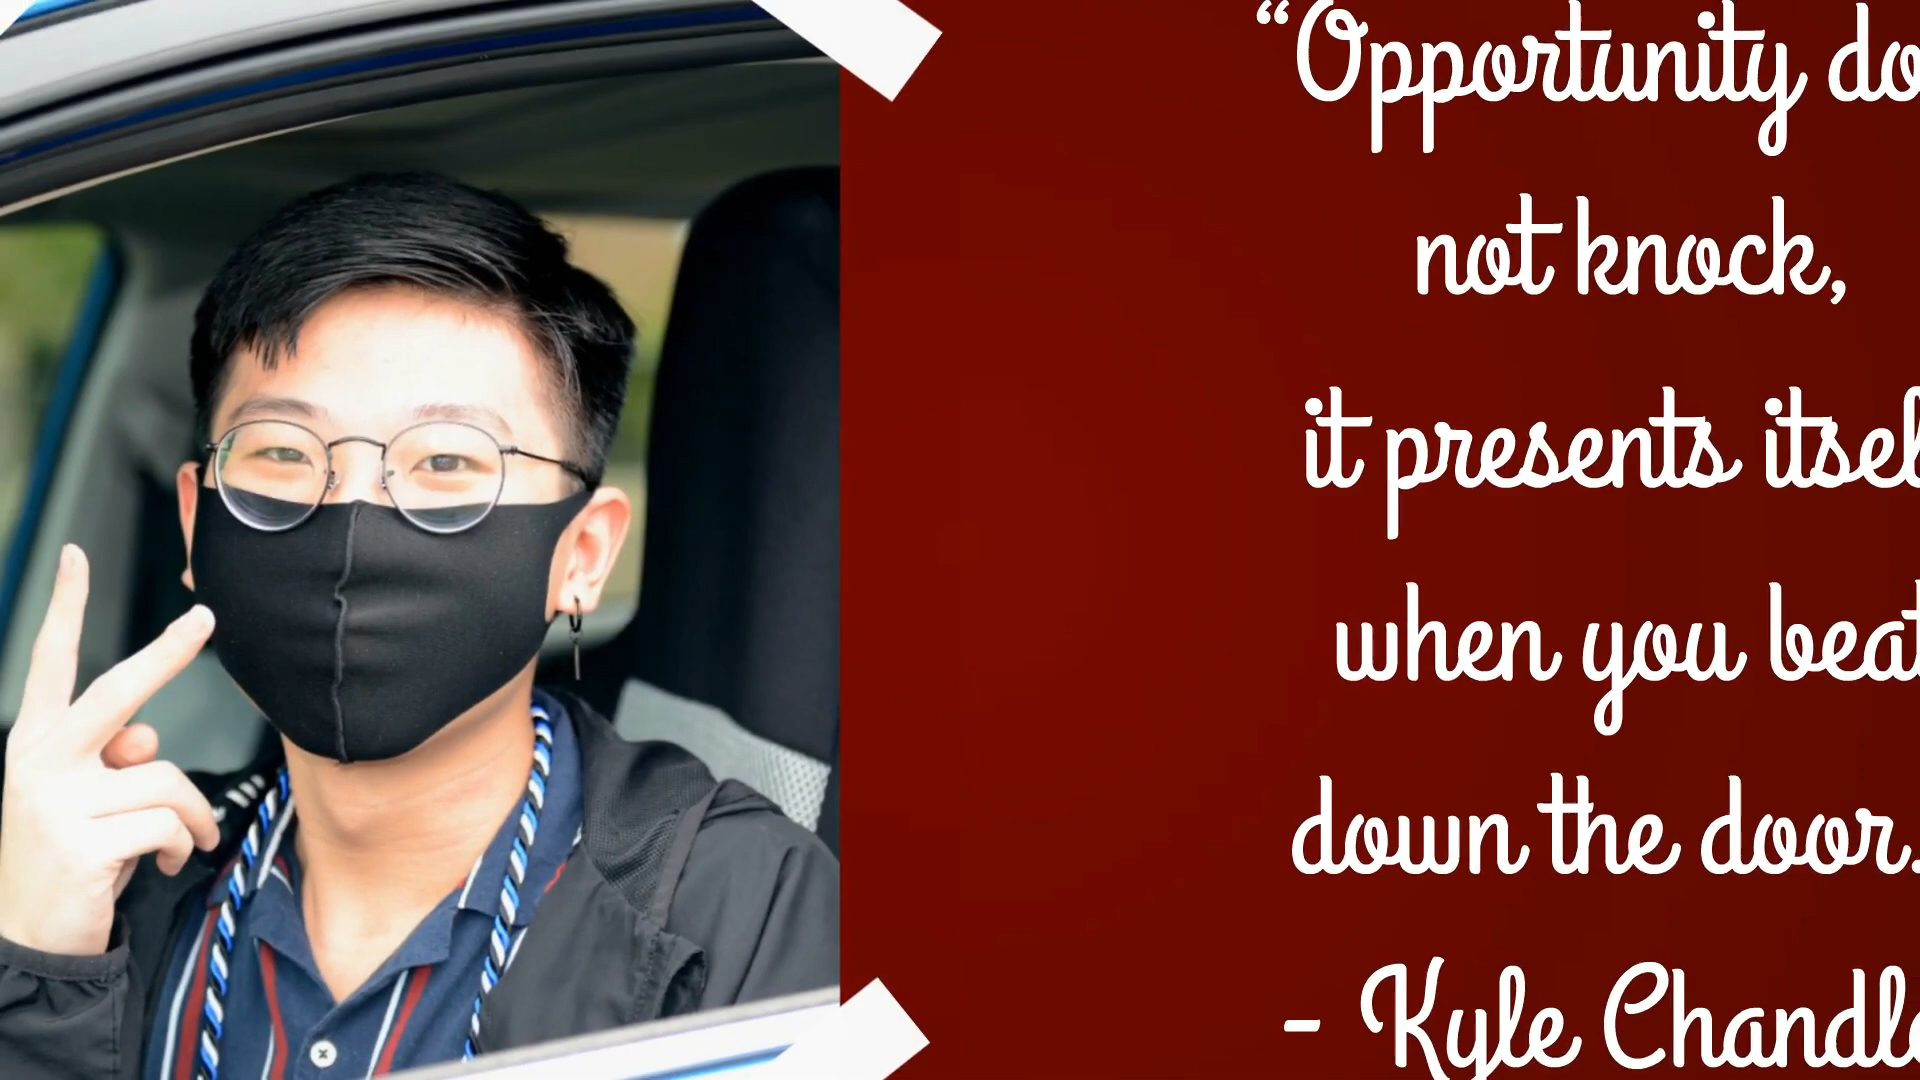 “Opportunity do
not knock,
it presents itsel
when you beat
down the door.
- Kyle Chandl